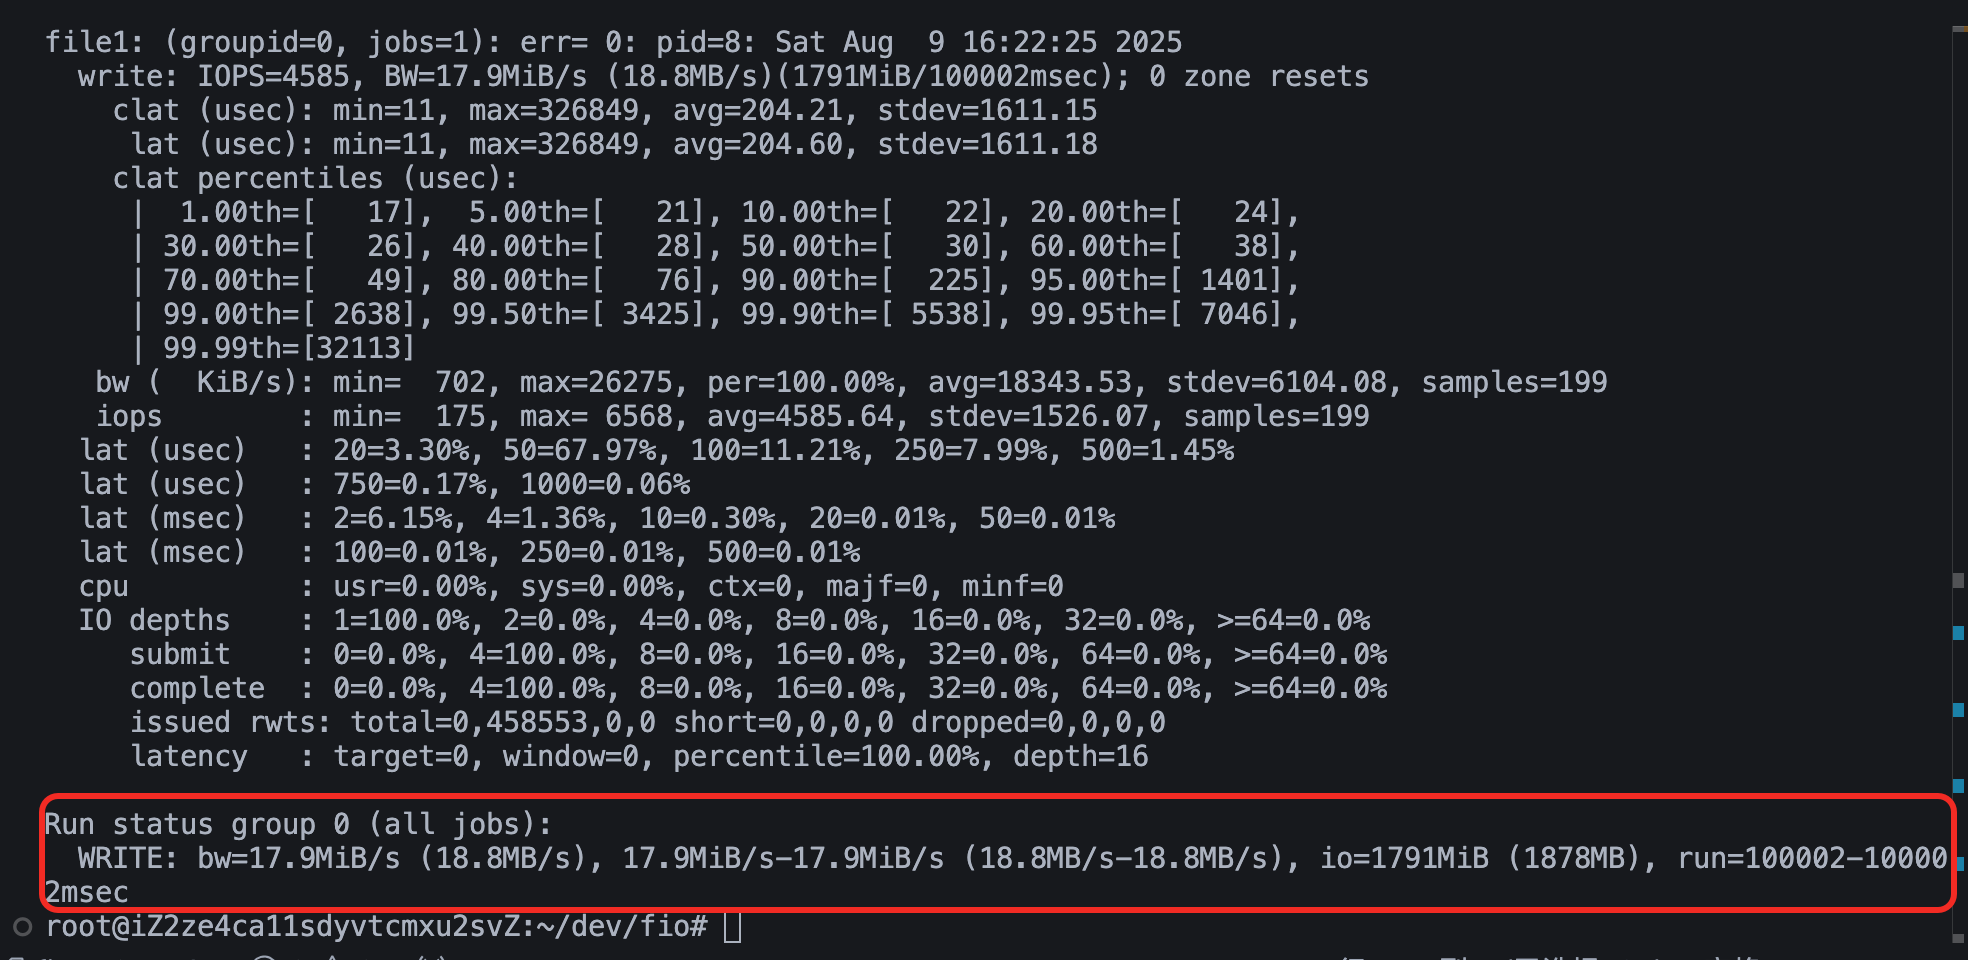 file1: (groupid=0, jobs=1): err= 0: pid=8: Sat Aug  9 16:22:25 2025
  write: IOPS=4585, BW=17.9MiB/s (18.8MB/s)(1791MiB/100002msec); 0 zone resets
    clat (usec): min=11, max=326849, avg=204.21, stdev=1611.15
     lat (usec): min=11, max=326849, avg=204.60, stdev=1611.18
    clat percentiles (usec):
     |  1.00th=[   17],  5.00th=[   21], 10.00th=[   22], 20.00th=[   24],
     | 30.00th=[   26], 40.00th=[   28], 50.00th=[   30], 60.00th=[   38],
     | 70.00th=[   49], 80.00th=[   76], 90.00th=[  225], 95.00th=[ 1401],
     | 99.00th=[ 2638], 99.50th=[ 3425], 99.90th=[ 5538], 99.95th=[ 7046],
     | 99.99th=[32113]
   bw (  KiB/s): min=  702, max=26275, per=100.00%, avg=18343.53, stdev=6104.08, samples=199
   iops        : min=  175, max= 6568, avg=4585.64, stdev=1526.07, samples=199
  lat (usec)   : 20=3.30%, 50=67.97%, 100=11.21%, 250=7.99%, 500=1.45%
  lat (usec)   : 750=0.17%, 1000=0.06%
  lat (msec)   : 2=6.15%, 4=1.36%, 10=0.30%, 20=0.01%, 50=0.01%
  lat (msec)   : 100=0.01%, 250=0.01%, 500=0.01%
  cpu          : usr=0.00%, sys=0.00%, ctx=0, majf=0, minf=0
  IO depths    : 1=100.0%, 2=0.0%, 4=0.0%, 8=0.0%, 16=0.0%, 32=0.0%, >=64=0.0%
     submit    : 0=0.0%, 4=100.0%, 8=0.0%, 16=0.0%, 32=0.0%, 64=0.0%, >=64=0.0%
     complete  : 0=0.0%, 4=100.0%, 8=0.0%, 16=0.0%, 32=0.0%, 64=0.0%, >=64=0.0%
     issued rwts: total=0,458553,0,0 short=0,0,0,0 dropped=0,0,0,0
     latency   : target=0, window=0, percentile=100.00%, depth=16
Run status group 0 (all jobs):
  WRITE: bw=17.9MiB/s (18.8MB/s), 17.9MiB/s-17.9MiB/s (18.8MB/s-18.8MB/s), io=1791MiB (1878MB), run=100002-10000
2msec
root@iZ2ze4ca11sdyvtcmxu2svZ:~/dev/fio#